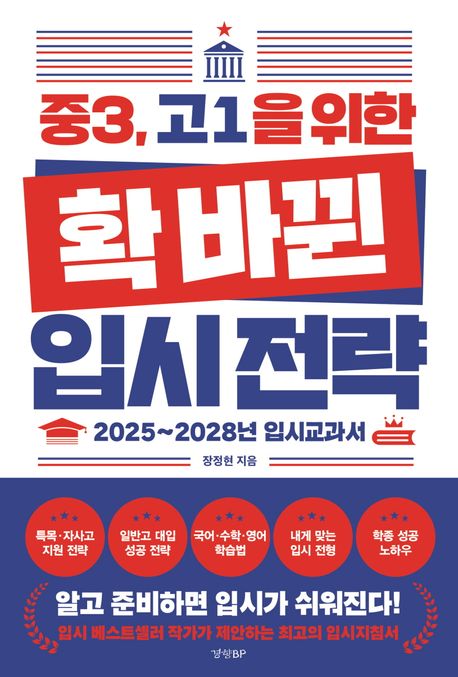 중3, 고1을 위한
확 바뀐
입시 전략
2025~2028년 입시교과서
장정현 지음
특목·자사고
지원 전략
일반고 대입
성공 전략
국어·수학·영어
학습법
내게 맞는
입시 전형
학종 성공
노하우
알고 준비하면 입시가 쉬워진다!
입시 베스트셀러 작가가 제안하는 최고의 입시지침서
경향BP